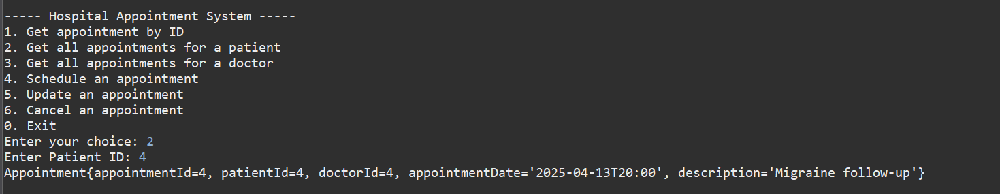 ----- Hospital Appointment System -----
1. Get appointment by ID
2. Get all appointments for a patient
3. Get all appointments for a doctor
4. Schedule an appointment
5. Update an appointment
6. Cancel an appointment
0. Exit
Enter your choice: 2
Enter Patient ID: 4
Appointment{appointmentId=4, patientId=4, doctorId=4, appointmentDate='2025-04-13T20:00', description='Migraine follow-up'}